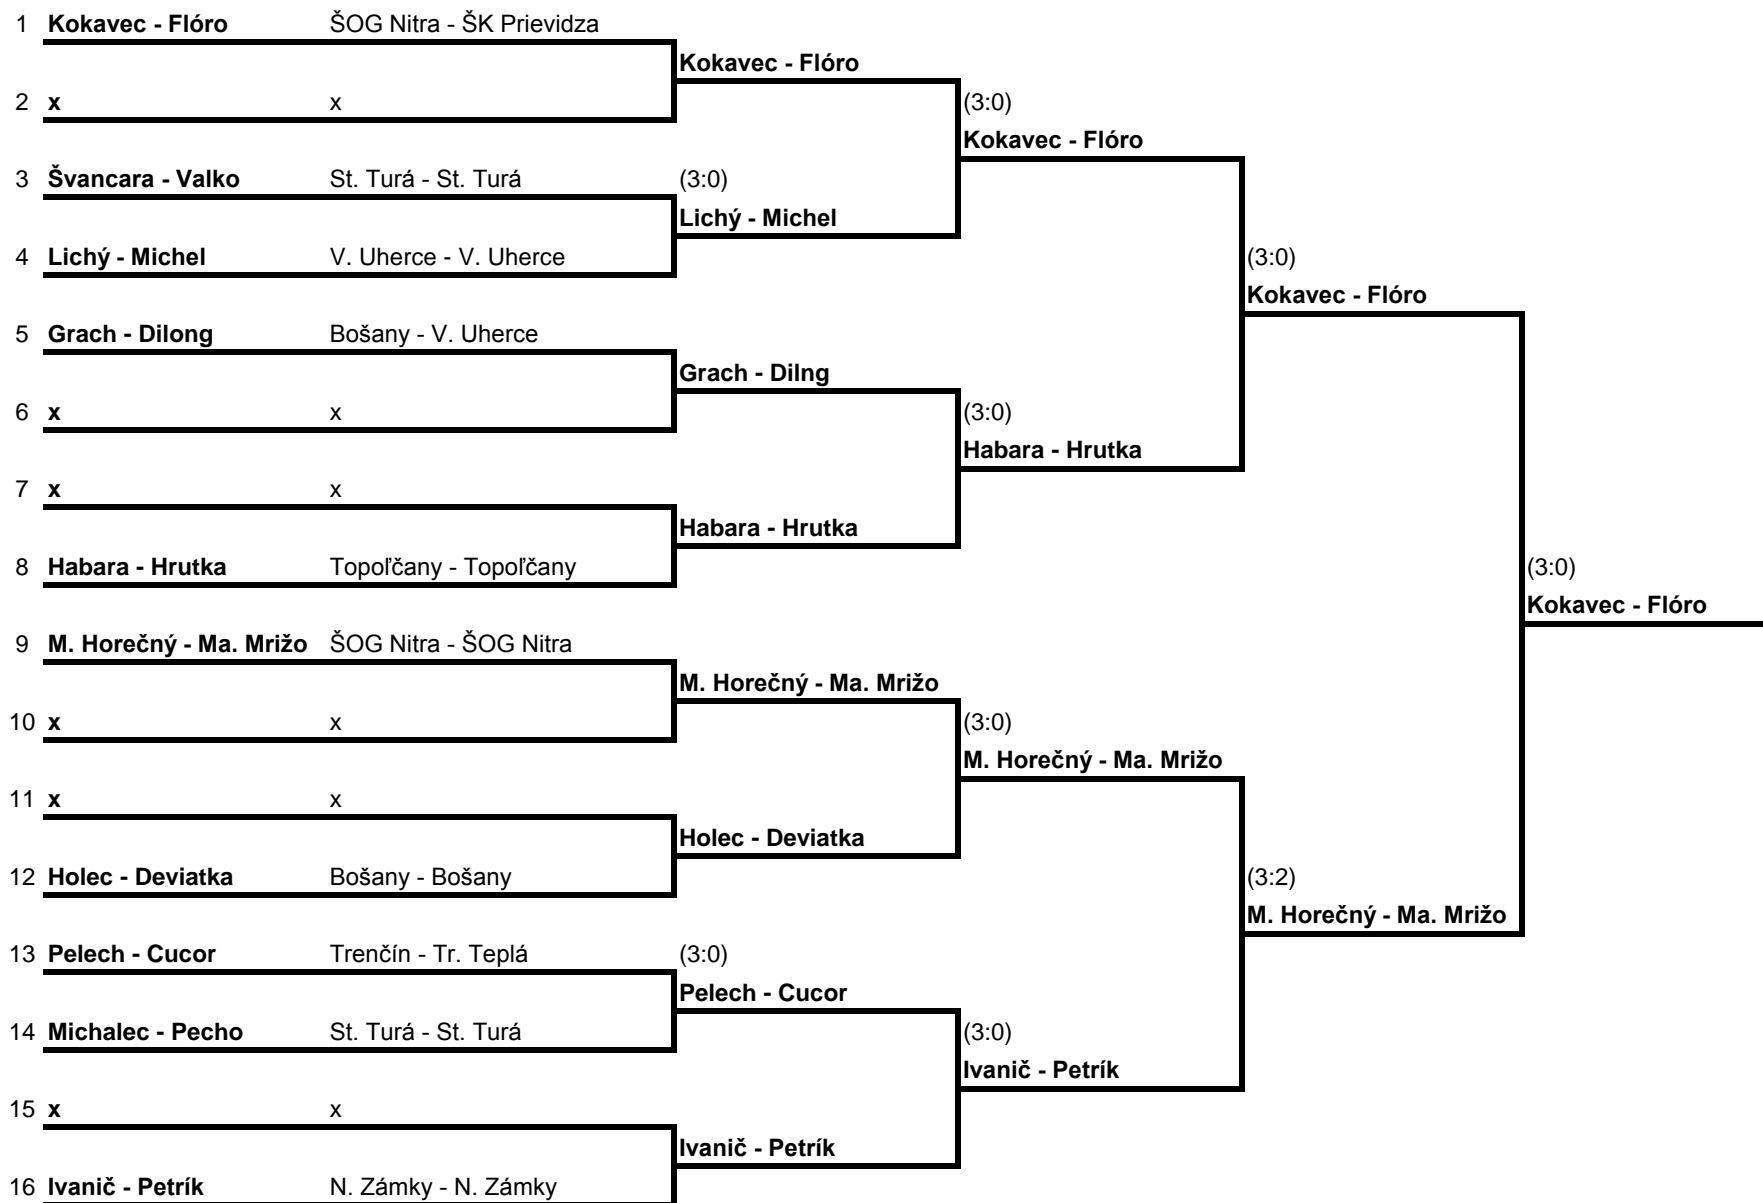 1 Kokavec - Flóro ŠOG Nitra - ŠK Prievidza
Kokavec - Flóro
2 x x (3:0)
Kokavec - Flóro
3 Švancara - Valko St. Turá - St. Turá (3:0)
Lichý - Michel
4 Lichý - Michel V. Uherce - V. Uherce (3:0)
Kokavec - Flóro
5 Grach - Dilong Bošany - V. Uherce
Grach - Dilng
6 x x (3:0)
Habara - Hrutka
7 x x
Habara - Hrutka
8 Habara - Hrutka Topoľčany - Topoľčany (3:0)
Kokavec - Flóro
9 M. Horečný - Ma. Mrižo ŠOG Nitra - ŠOG Nitra
M. Horečný - Ma. Mrižo
10 x x (3:0)
M. Horečný - Ma. Mrižo
11 x x
Holec - Deviatka
12 Holec - Deviatka Bošany - Bošany (3:2)
M. Horečný - Ma. Mrižo
13 Pelech - Cucor Trenčín - Tr. Teplá (3:0)
Pelech - Cucor
14 Michalec - Pecho St. Turá - St. Turá (3:0)
Ivanič - Petrík
15 x x
Ivanič - Petrík
16 Ivanič - Petrík N. Zámky - N. Zámky